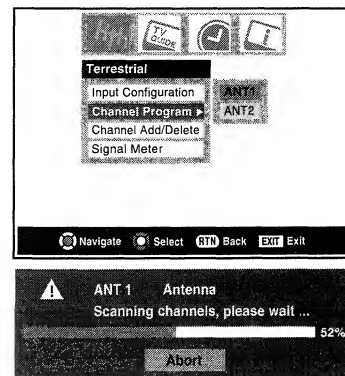 TV
GUIDE
i
Terrestrial
Input Configuration
Channel Program ANT1
ANT2
Channel Add/Delete
Signal Meter
Navigate Select RTN Back EXIT Exit
! ANT 1 Antenna
Scanning channels, please wait ...
52%
Abort